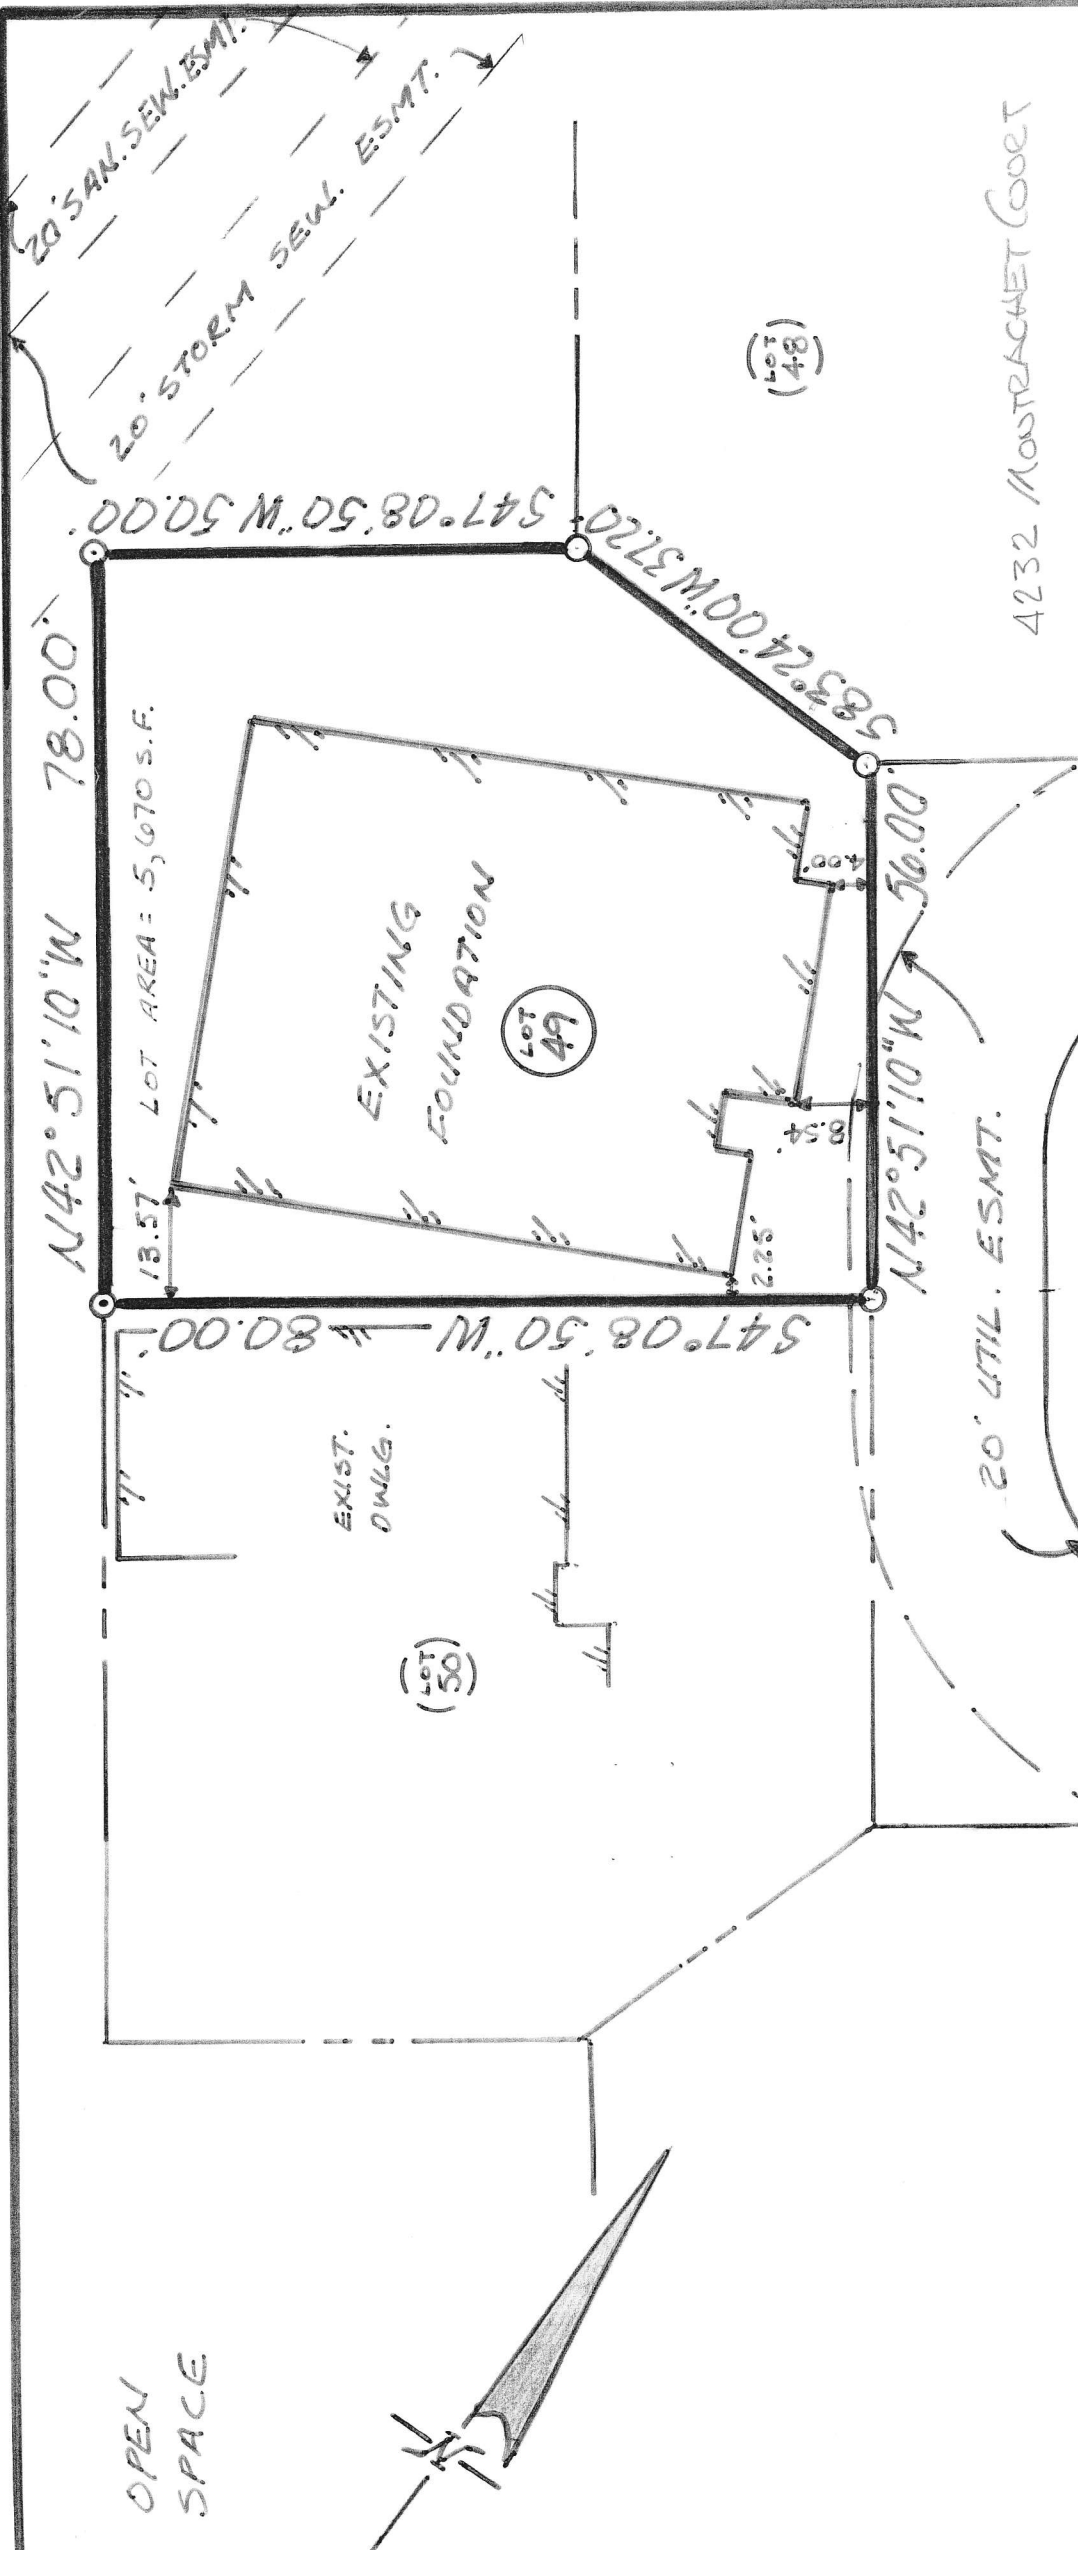 20' SAN. SEW. ESMT.
20' STORM SEW. ESMT.
N42°51'10"W 78.00'
LOT AREA = 5,670 S.F.
S47°08'50"W 50.00'
S83°24'00"W 37.20
(LOT
48)
4232 MONTRACHET COURT
EXISTING
FOUNDATION
LOT
49
13.57'
2.25'
8.54'
4.00'
N42°51'10"W 56.00'
S47°08'50"W 80.00'
20' UTIL. ESMT.
EXIST.
DWLG.
(LOT
50)
OPEN
SPACE
N